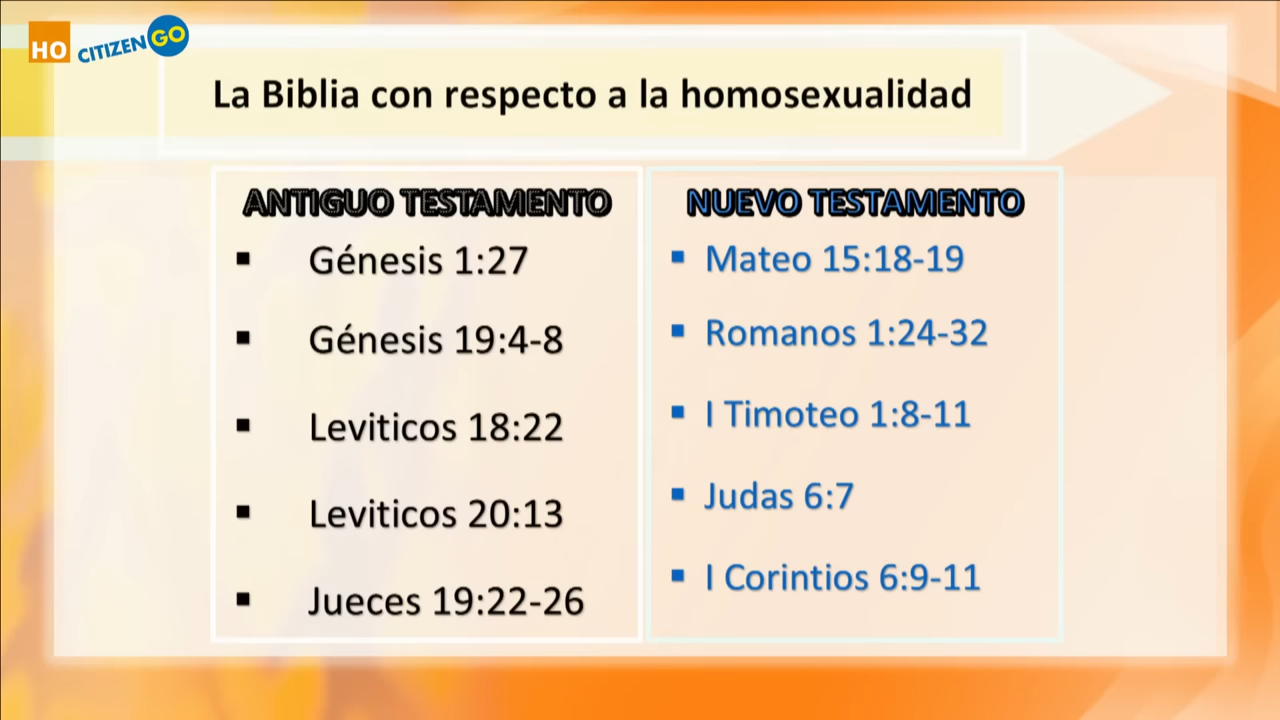 HO CITIZENGO
La Biblia con respecto a la homosexualidad
ANTIGUO TESTAMENTO
▪ Génesis 1:27
▪ Génesis 19:4-8
▪ Leviticos 18:22
▪ Leviticos 20:13
▪ Jueces 19:22-26
NUEVO TESTAMENTO
▪ Mateo 15:18-19
▪ Romanos 1:24-32
▪ I Timoteo 1:8-11
▪ Judas 6:7
▪ I Corintios 6:9-11